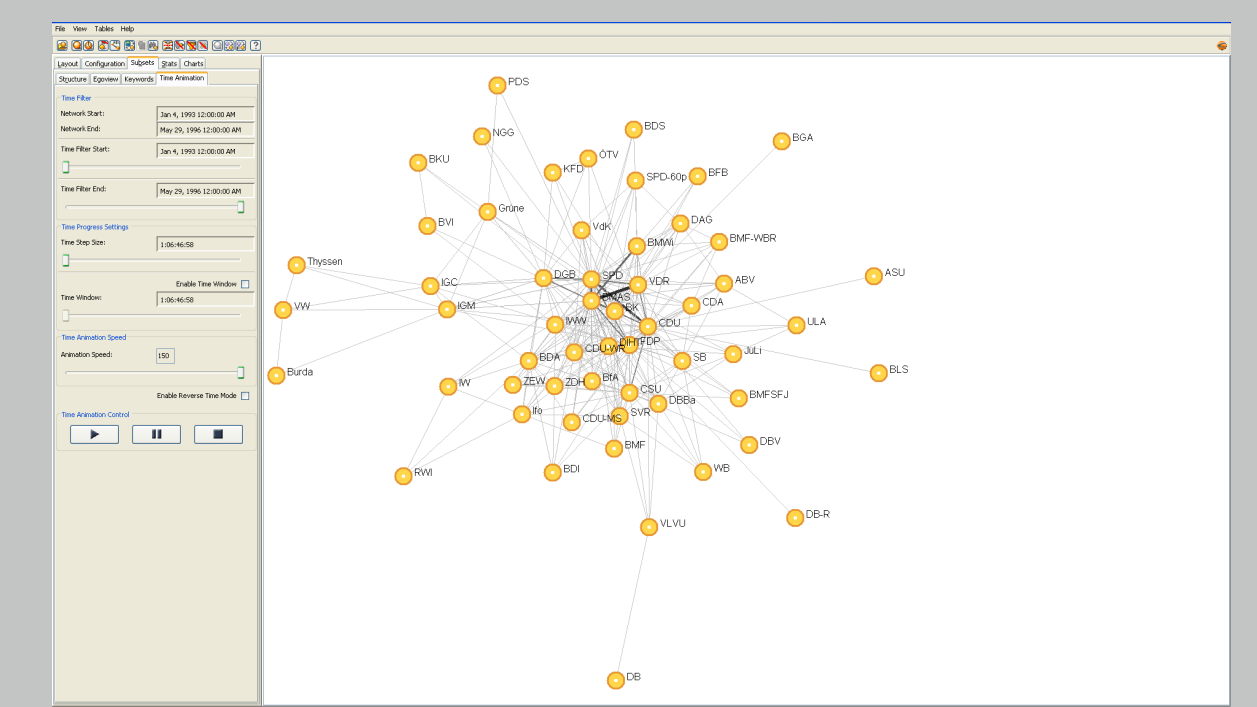 File View Tables Help
Layout Configuration Subsets Stats Charts
Structure Egoview Keywords Time Animation
Time Filter
Network Start: Jan 4, 1993 12:00:00 AM
Network End: May 29, 1996 12:00:00 AM
Time Filter Start: Jan 4, 1993 12:00:00 AM
Time Filter End: May 29, 1996 12:00:00 AM
Time Progress Settings
Time Step Size: 1:06:46:58
Enable Time Window
Time Window: 1:06:46:58
Time Animation Speed
Animation Speed: 150
Enable Reverse Time Mode
Time Animation Control
PDS
BDS
NGG
BGA
ÖTV
BKU
KFD
SPD-60p
BFB
Grüne
BVI
VdK
DAG
BMWi
BMF-WBR
Thyssen
DGB
SPD
ASU
IGC
VDR
ABV
BMAS
VW
IGM
BK
CDA
IWW
CDU
ULA
DIHT
FDP
CDU-WR
JuLi
BDA
SB
Burda
BLS
IW
ZEW
ZDH
BfA
CSU
BMFSFJ
DBBa
Ifo
CDU-MS
SVR
BMF
DBV
RWI
BDI
WB
DB-R
VLVU
DB